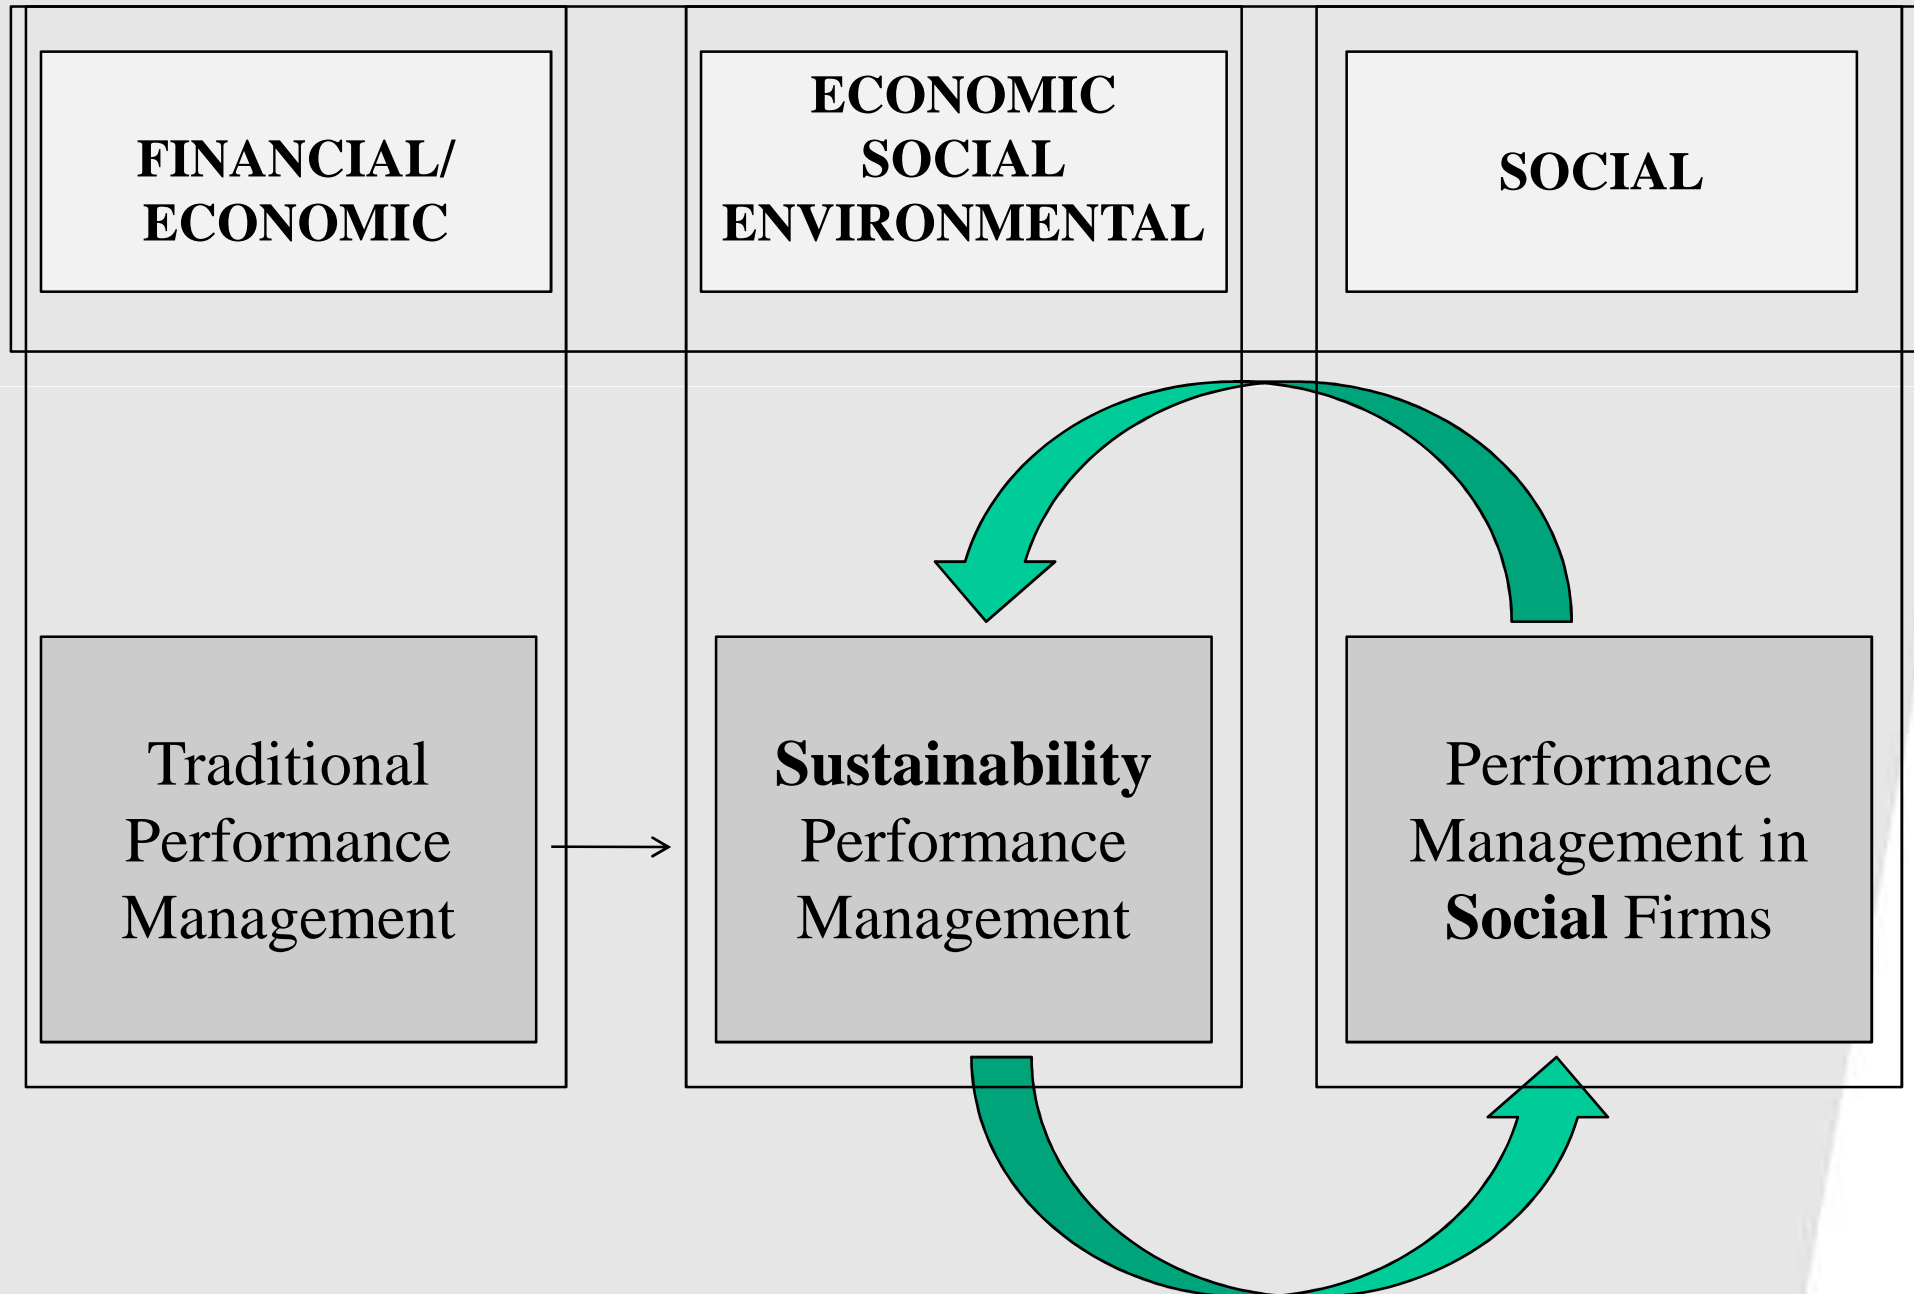 FINANCIAL/
ECONOMIC
ECONOMIC
SOCIAL
ENVIRONMENTAL
SOCIAL
Traditional
Performance
Management
Sustainability
Performance
Management
Performance
Management in
Social Firms